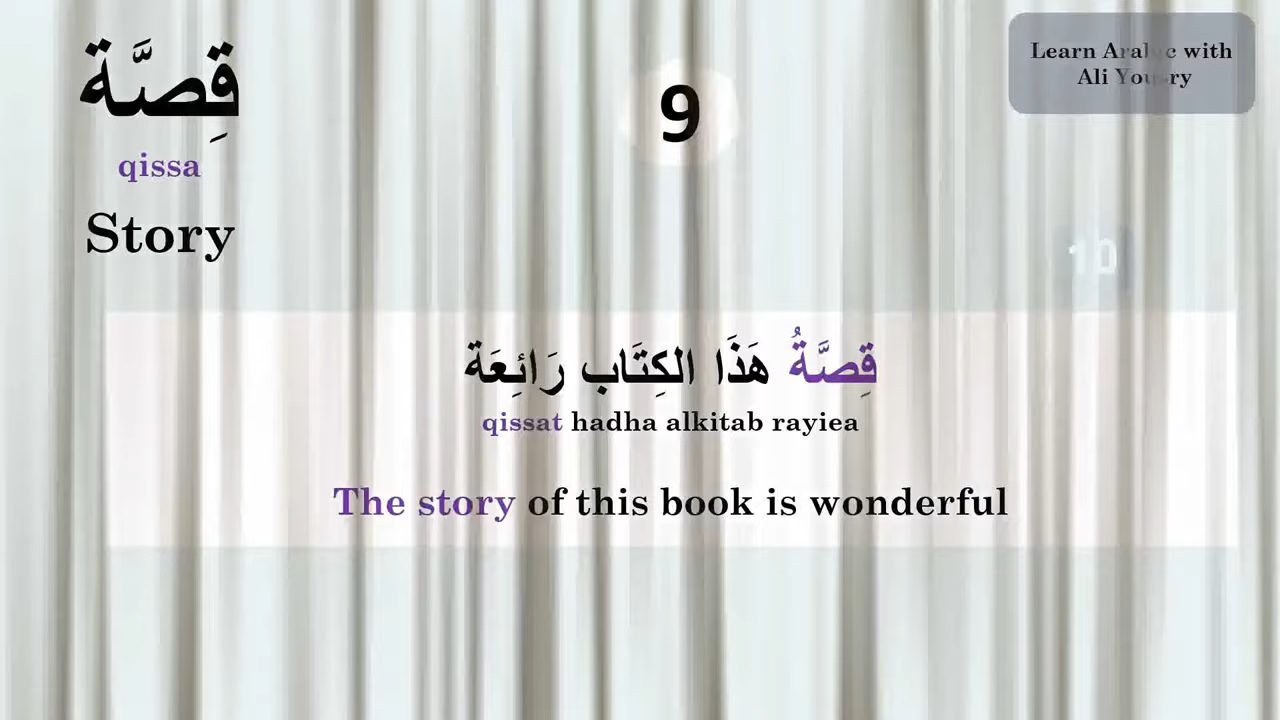 قِصَّة
qissa
Story
9
Learn Arabic with
Ali Yousry
10
قِصَّةُ هَذَا الكِتَاب رَائِعَة
qissat hadha alkitab rayiea
The story of this book is wonderful